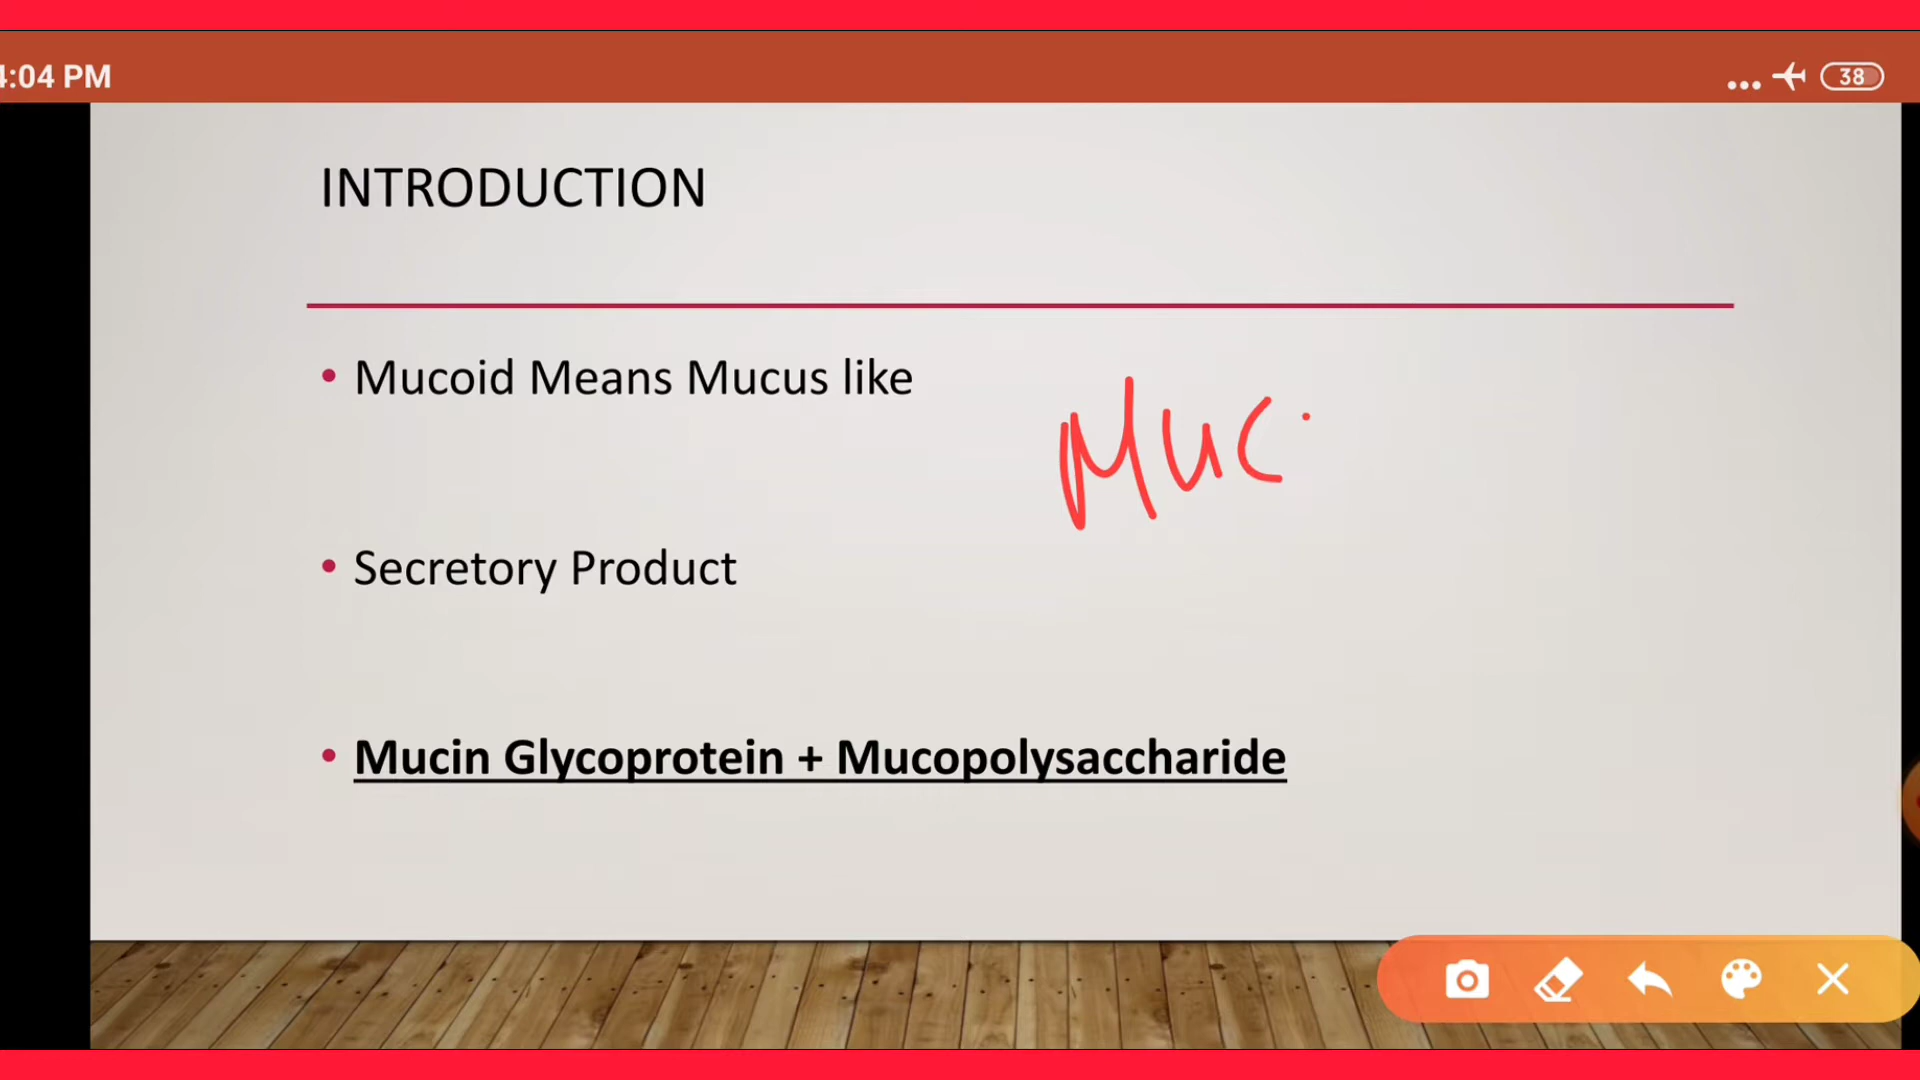 4:04 PM
38
INTRODUCTION
• Mucoid Means Mucus like
Muc
• Secretory Product
• Mucin Glycoprotein + Mucopolysaccharide